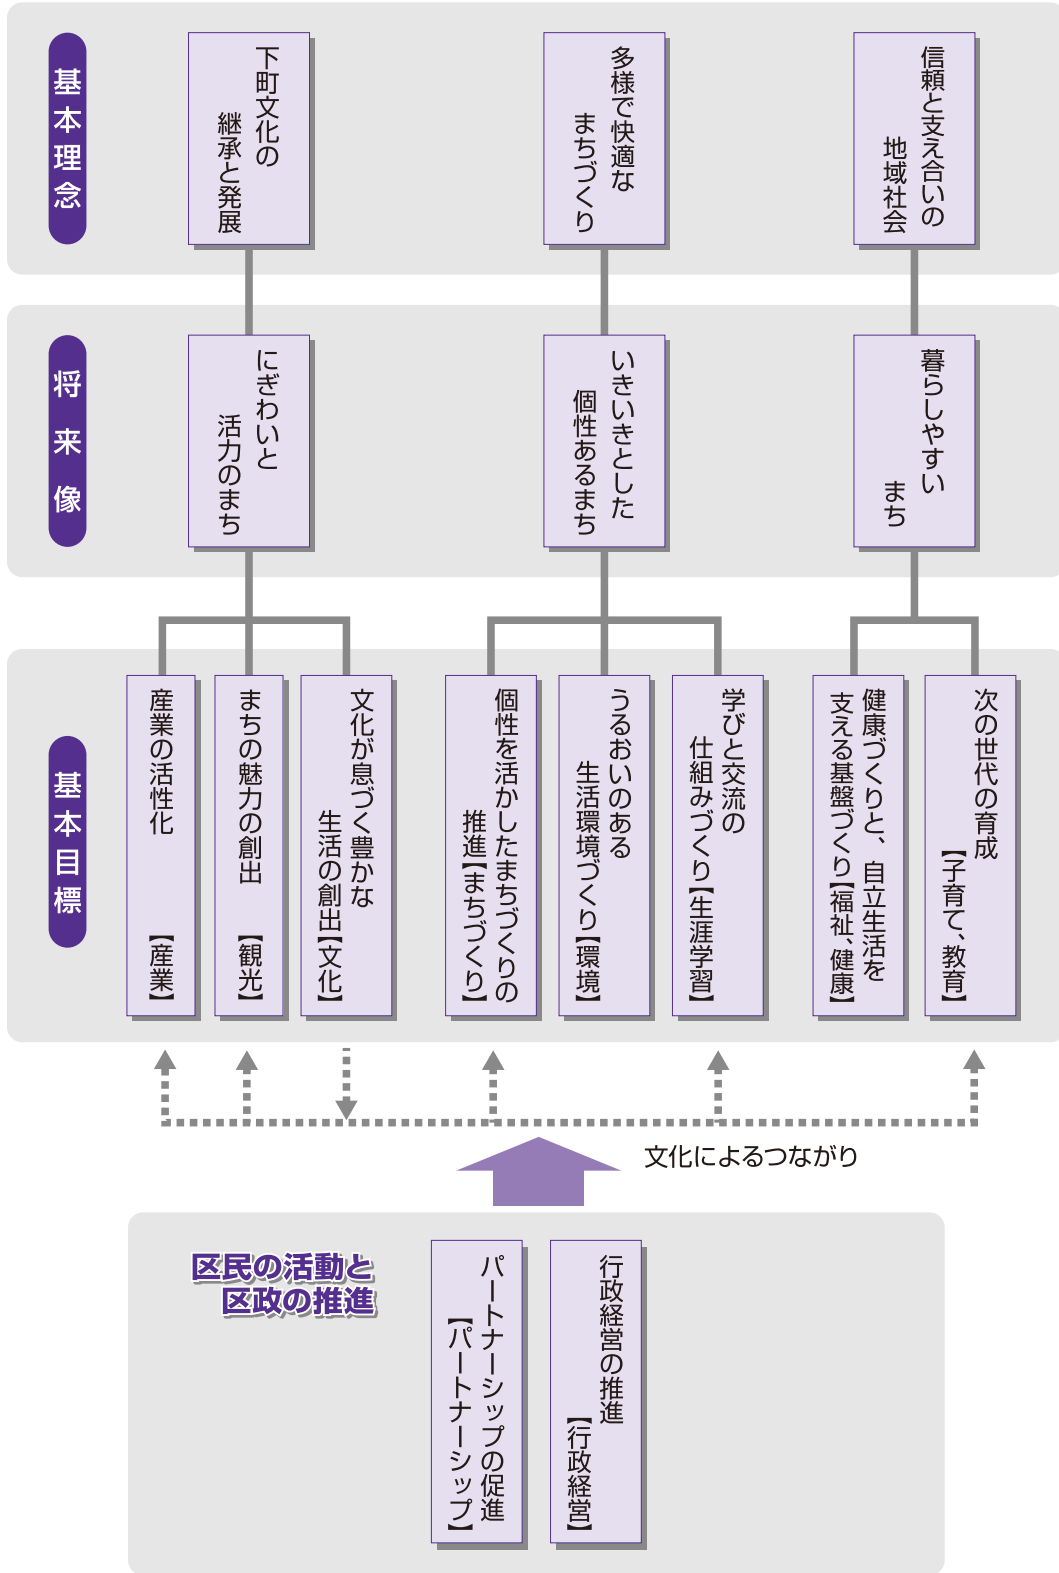 基本理念
下町文化の
継承と発展
多様で快適な
まちづくり
信頼と支え合いの
地域社会
将来像
にぎわいと
活力のまち
いきいきとした
個性あるまち
暮らしやすい
まち
基本目標
産業の活性化 【産業】
まちの魅力の創出 【観光】
文化が息づく豊かな
生活の創出【文化】
個性を活かしたまちづくりの
推進【まちづくり】
うるおいのある
生活環境づくり【環境】
学びと交流の
仕組みづくり【生涯学習】
健康づくりと、自立生活を
支える基盤づくり【福祉、健康】
次の世代の育成
【子育て、教育】
文化によるつながり
区民の活動と
区政の推進
パートナーシップの促進
【パートナーシップ】
行政経営の推進
【行政経営】